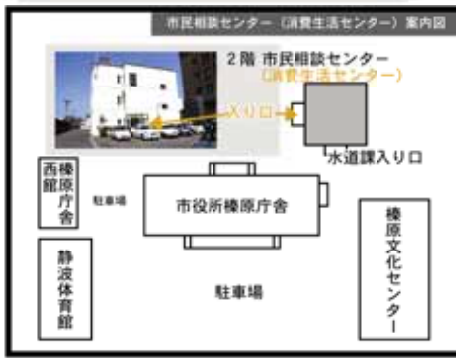 市民相談センター（消費生活センター）案内図
2階 市民相談センター
（消費生活センター）
入り口
水道課入り口
榛原庁舎
西館
駐車場
市役所榛原庁舎
静波体育館
駐車場
榛原文化センター